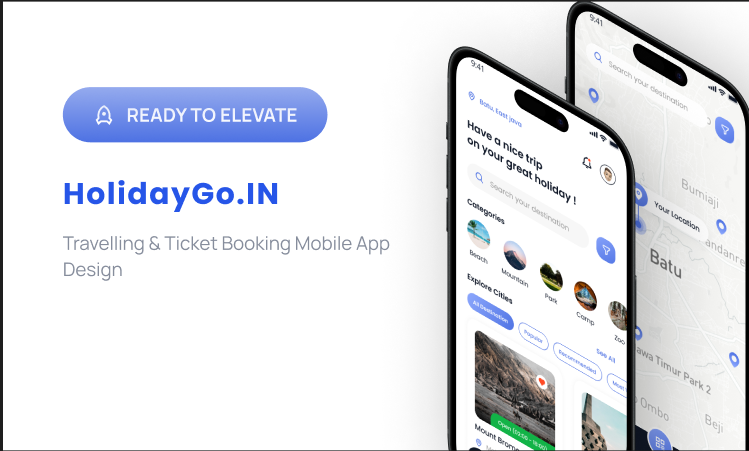 READY TO ELEVATE
HolidayGo.IN
Travelling & Ticket Booking Mobile App
Design
9:41
Batu, East java
Have a nice trip
on your great holiday !
Search your destination
Categories
Beach
Mountain
Park
Camp
Zoo
Explore Cities
See All
All Destination
Popular
Recommended
Most
Open (09:00 - 16:00)
Mount Bromo
9:41
Search your destination
Bumiaji
Your Location
andanre
Batu
awa Timur Park 2
o Ombo
Beji